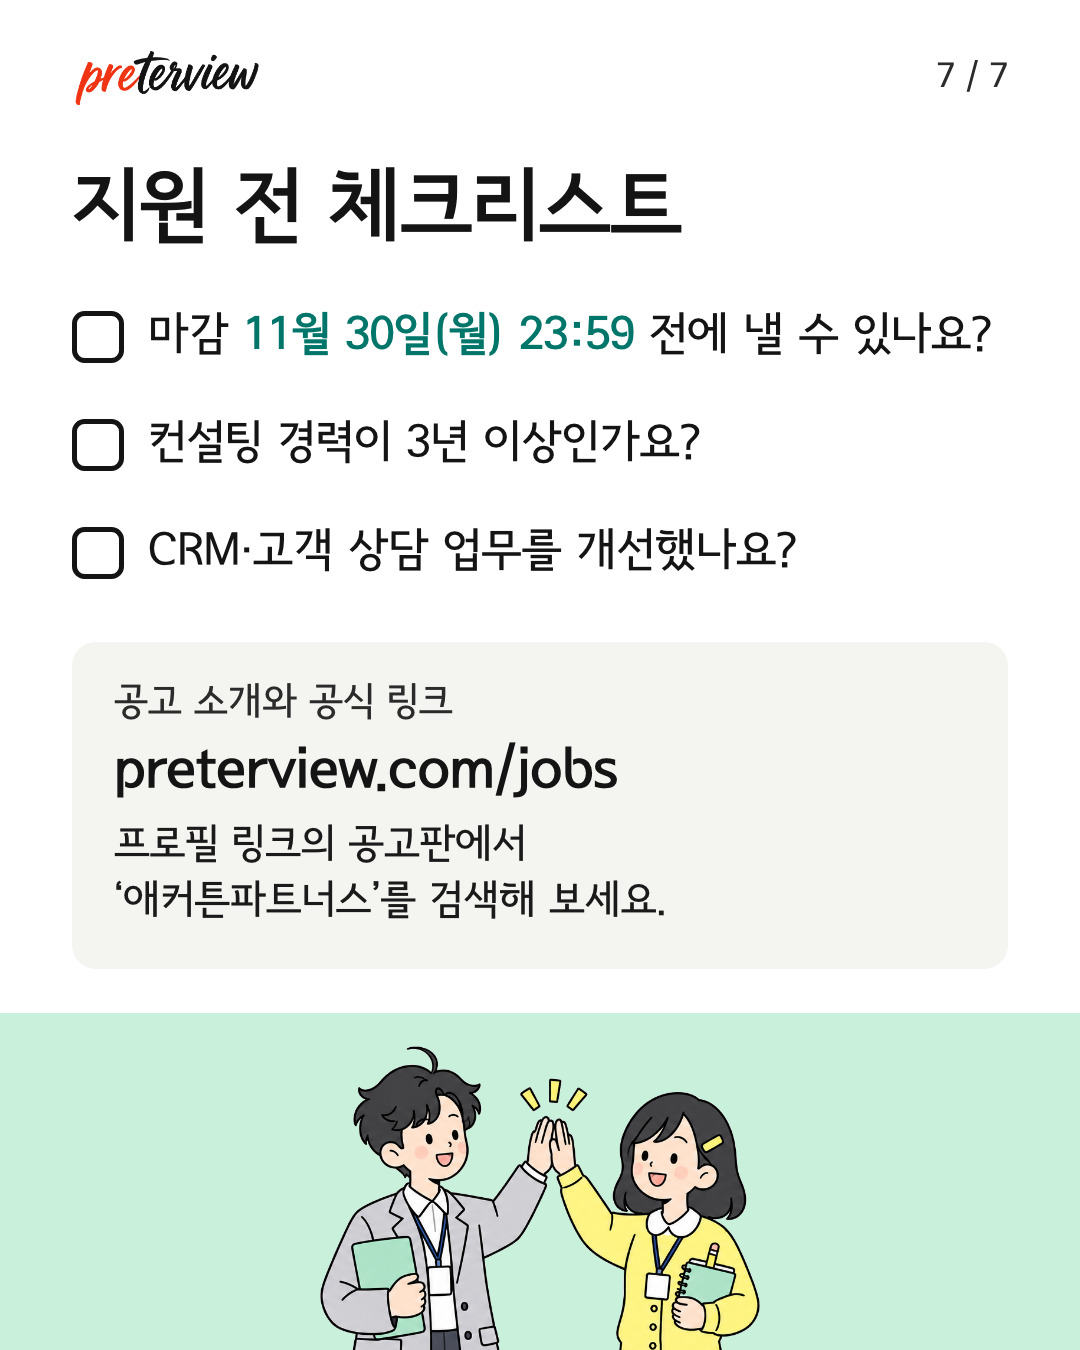 preterview
7 / 7
지원 전 체크리스트
마감 11월 30일(월) 23:59 전에 낼 수 있나요?
컨설팅 경력이 3년 이상인가요?
CRM·고객 상담 업무를 개선했나요?
공고 소개와 공식 링크
preterview.com/jobs
프로필 링크의 공고판에서
‘애커튼파트너스’를 검색해 보세요.